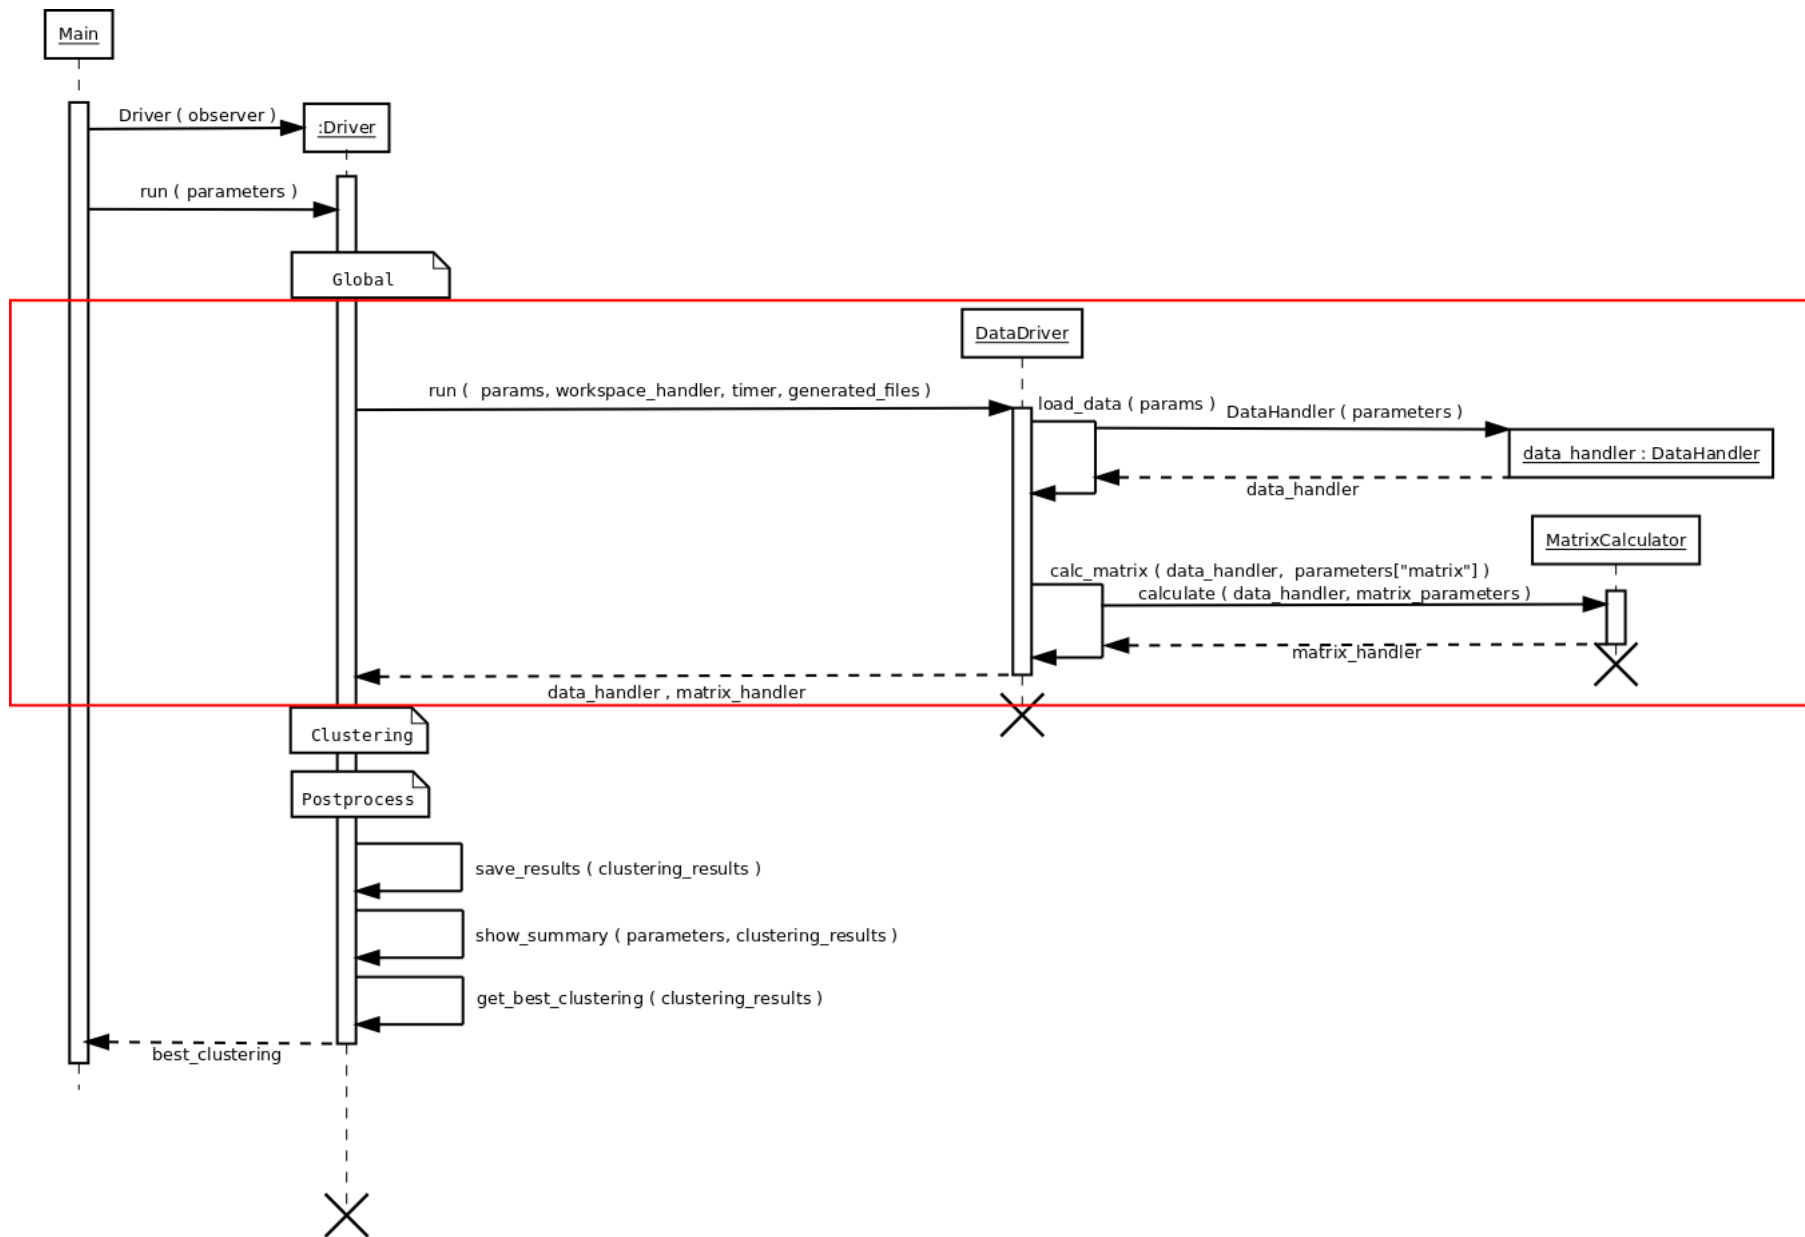 Main
Driver ( observer )
:Driver
run ( parameters )
Global
DataDriver
run (  params, workspace_handler, timer, generated_files )
load_data ( params )
DataHandler ( parameters )
data_handler : DataHandler
data_handler
MatrixCalculator
calc_matrix ( data_handler,  parameters["matrix"] )
calculate ( data_handler, matrix_parameters )
matrix_handler
data_handler , matrix_handler
Clustering
Postprocess
save_results ( clustering_results )
show_summary ( parameters, clustering_results )
get_best_clustering ( clustering_results )
best_clustering